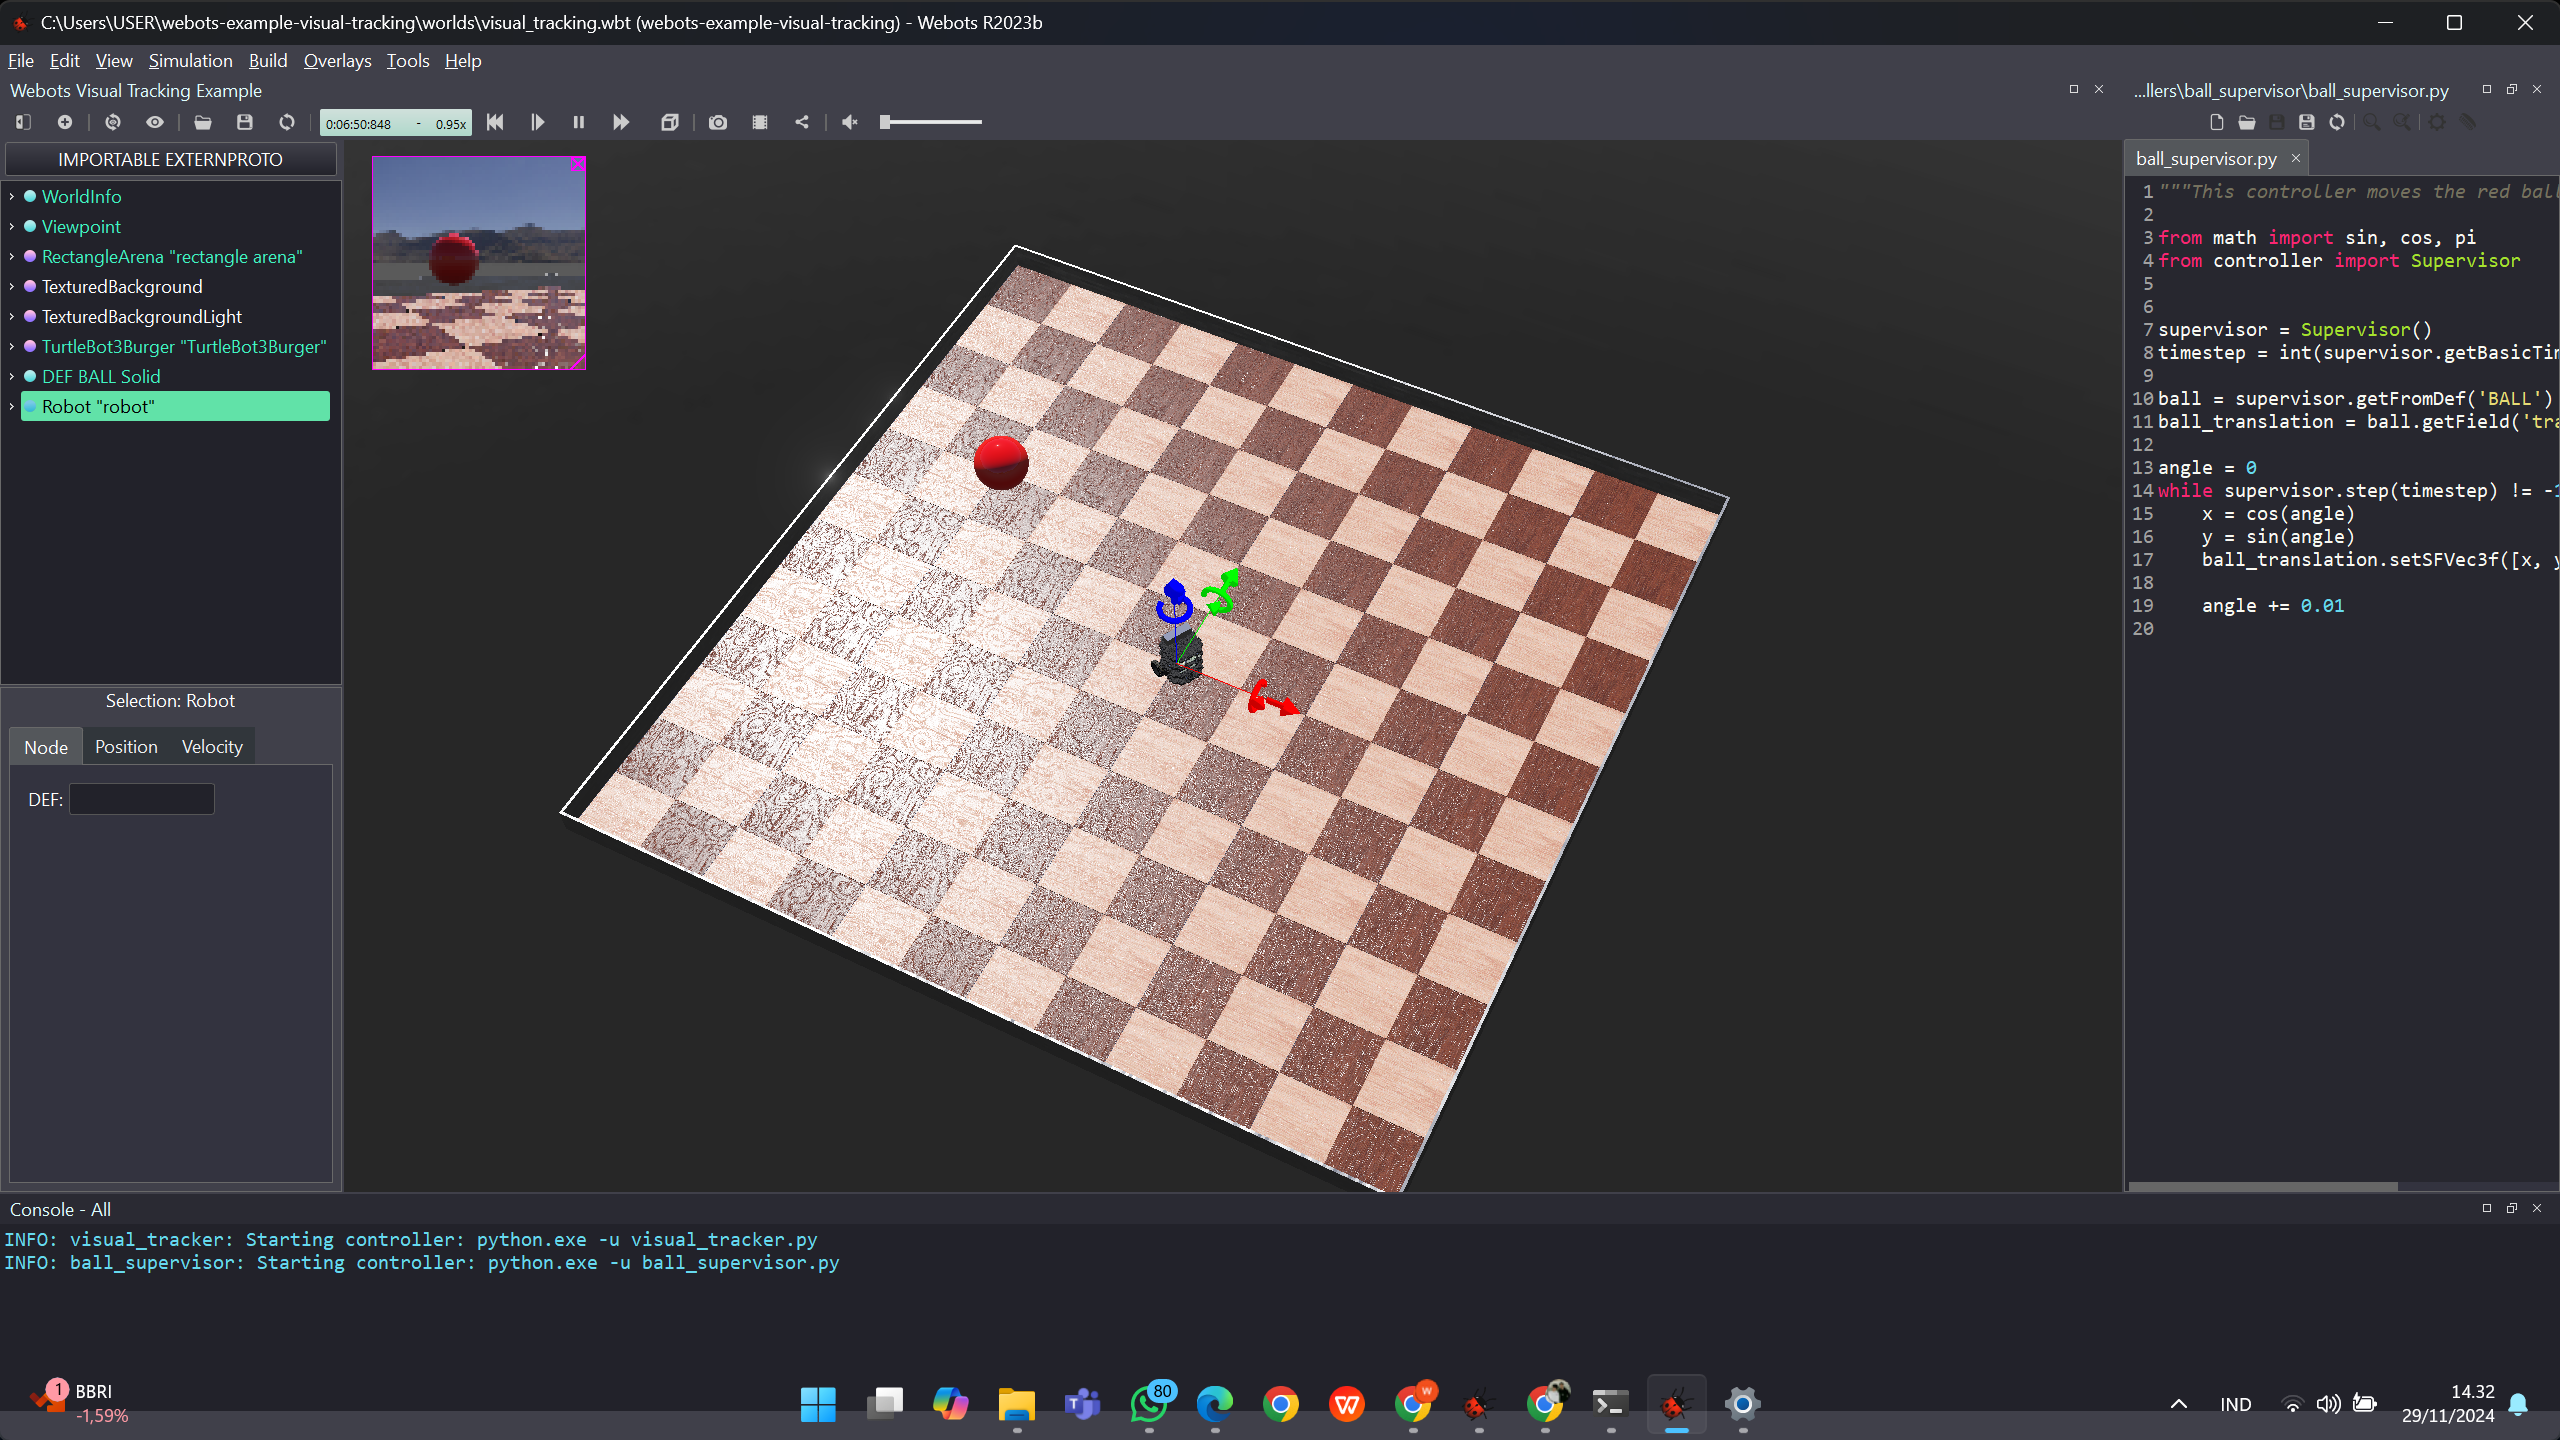 C:\Users\USER\webots-example-visual-tracking\worlds\visual_tracking.wbt (webots-example-visual-tracking) - Webots R2023b
File Edit View Simulation Build Overlays Tools Help
Webots Visual Tracking Example
0:06:50:848 - 0.95x
IMPORTABLE EXTERNPROTO
WorldInfo
Viewpoint
RectangleArena "rectangle arena"
TexturedBackground
TexturedBackgroundLight
TurtleBot3Burger "TurtleBot3Burger"
DEF BALL Solid
Robot "robot"
Selection: Robot
Node Position Velocity
DEF:
...llers\ball_supervisor\ball_supervisor.py
ball_supervisor.py
1 """This controller moves the red ball
2
3 from math import sin, cos, pi
4 from controller import Supervisor
5
6
7 supervisor = Supervisor()
8 timestep = int(supervisor.getBasicTim
9
10 ball = supervisor.getFromDef('BALL')
11 ball_translation = ball.getField('tra
12
13 angle = 0
14 while supervisor.step(timestep) != -1
15 x = cos(angle)
16 y = sin(angle)
17 ball_translation.setSFVec3f([x, y
18
19 angle += 0.01
20
Console - All
INFO: visual_tracker: Starting controller: python.exe -u visual_tracker.py
INFO: ball_supervisor: Starting controller: python.exe -u ball_supervisor.py
1
BBRI
-1,59%
80
IND
14.32
29/11/2024